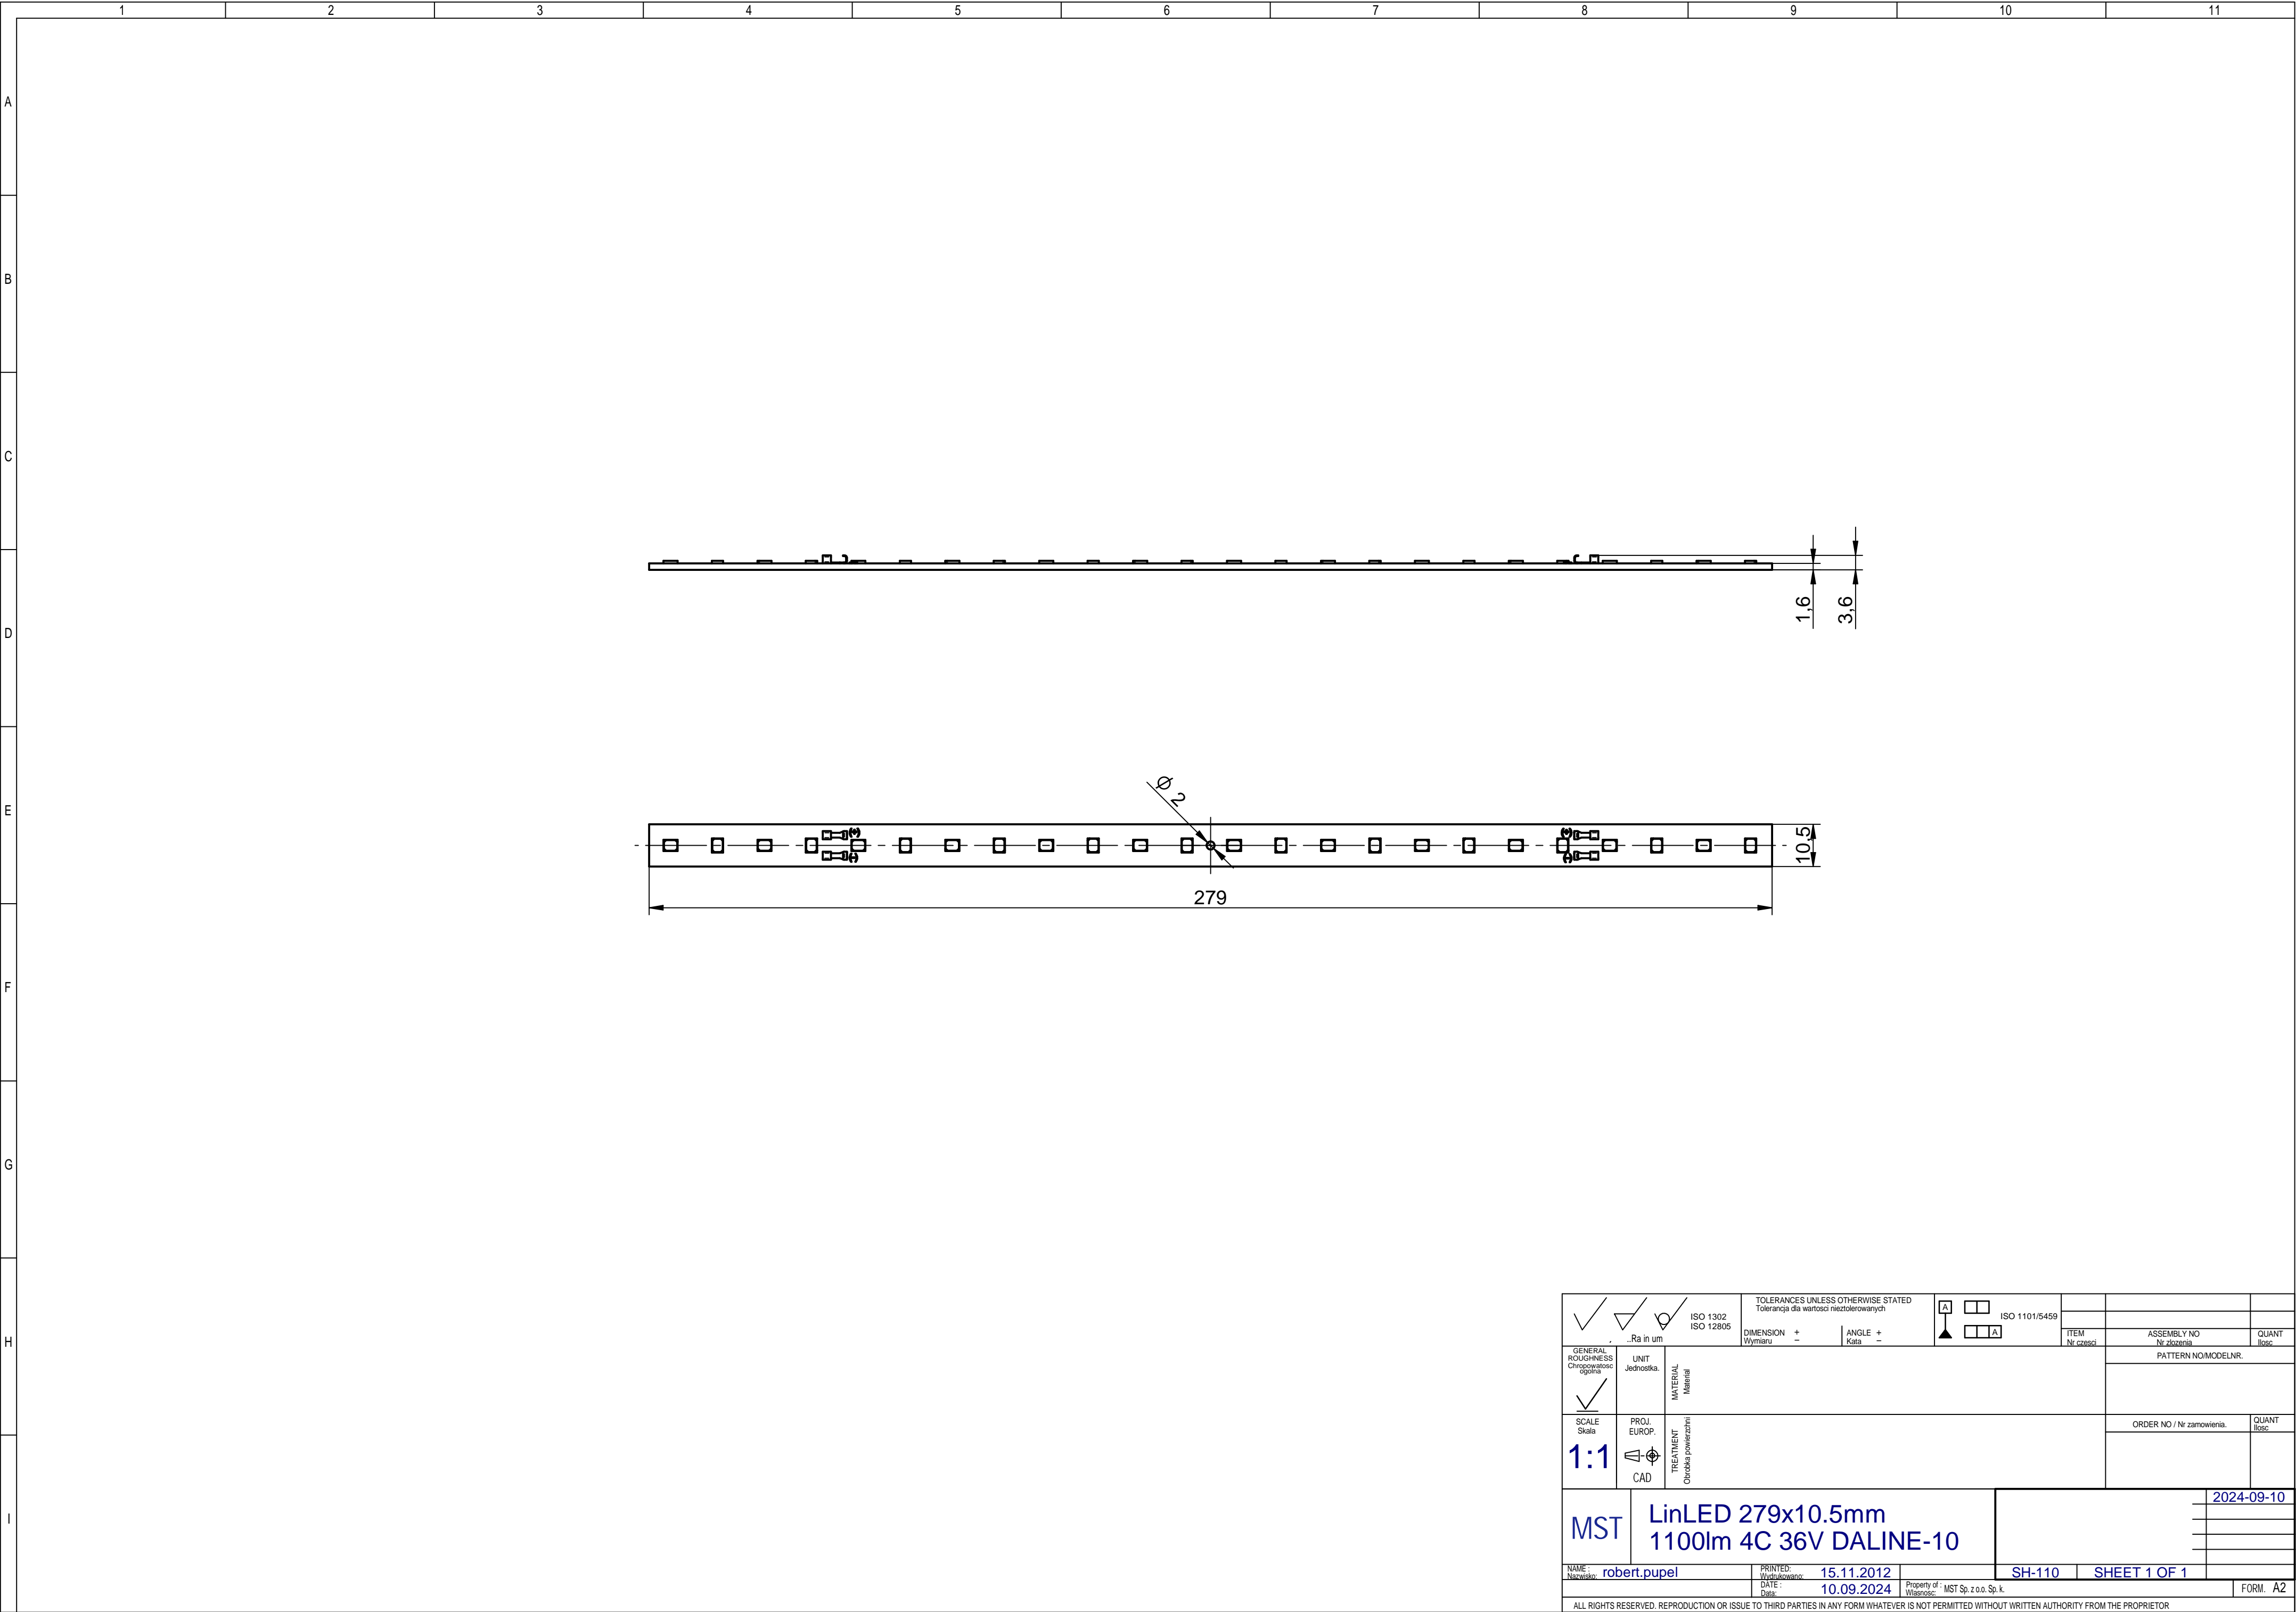 1 2 3 4 5 6 7 8 9 10 11
A
B
C
D
E
F
G
H
I
1,6
3,6
Ø 2
10,5
279
ISO 1302
ISO 12805
..Ra in um
TOLERANCES UNLESS OTHERWISE STATED
Tolerancja dla wartosci nieztolerowanych
DIMENSION + −
Wymiaru
ANGLE + −
Kata
A
A
ISO 1101/5459
ITEM
Nr czesci
ASSEMBLY NO
Nr zlozenia
QUANT
Ilosc
GENERAL
ROUGHNESS
Chropowatosc
ogolna
UNIT
Jednostka.
MATERIAL
Material
PATTERN NO/MODELNR.
SCALE
Skala
1:1
PROJ.
EUROP.
CAD
TREATMENT
Obrobka powierzchni
ORDER NO / Nr zamowienia.
QUANT
Ilosc
MST
LinLED 279x10.5mm
1100lm 4C 36V DALINE-10
2024-09-10
NAME :
Nazwisko:
robert.pupel
PRINTED:
Wydrukowano:
15.11.2012
SH-110
SHEET 1 OF 1
DATE :
Data:
10.09.2024
Property of :
Wlasnosc:
MST Sp. z o.o. Sp. k.
FORM. A2
ALL RIGHTS RESERVED. REPRODUCTION OR ISSUE TO THIRD PARTIES IN ANY FORM WHATEVER IS NOT PERMITTED WITHOUT WRITTEN AUTHORITY FROM THE PROPRIETOR